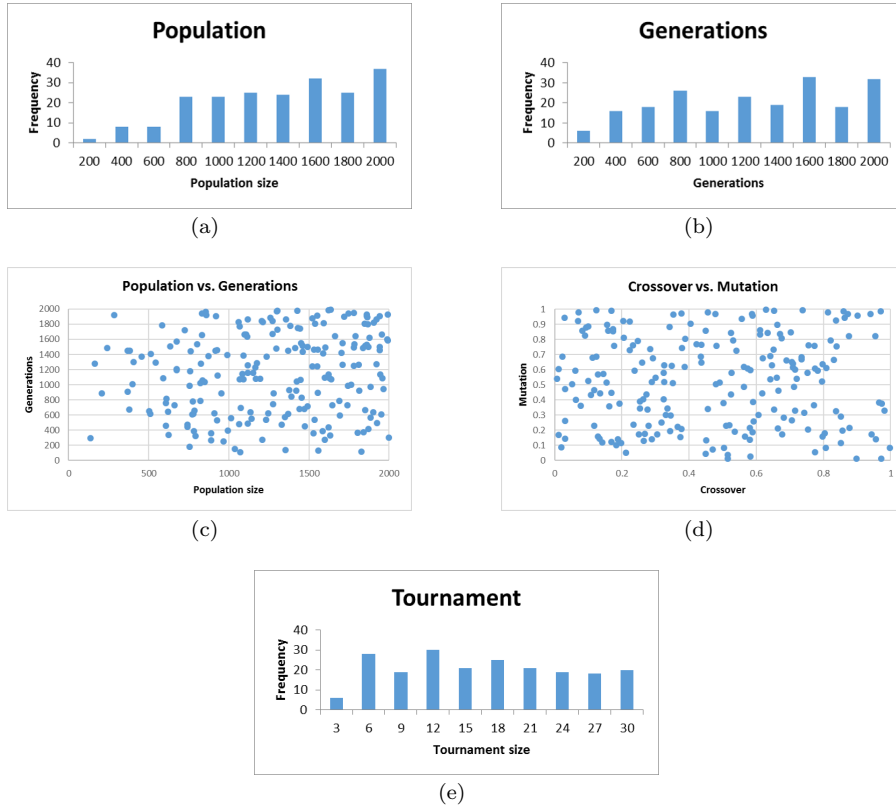 Population
Frequency
40
30
20
10
0
200 400 600 800 1000 1200 1400 1600 1800 2000
Population size
(a)
Generations
Frequency
40
30
20
10
0
200 400 600 800 1000 1200 1400 1600 1800 2000
Generations
(b)
Population vs. Generations
Generations
2000
1800
1600
1400
1200
1000
800
600
400
200
0
0 500 1000 1500 2000
Population size
(c)
Crossover vs. Mutation
Mutation
1
0.9
0.8
0.7
0.6
0.5
0.4
0.3
0.2
0.1
0
0 0.2 0.4 0.6 0.8 1
Crossover
(d)
Tournament
Frequency
40
30
20
10
0
3 6 9 12 15 18 21 24 27 30
Tournament size
(e)